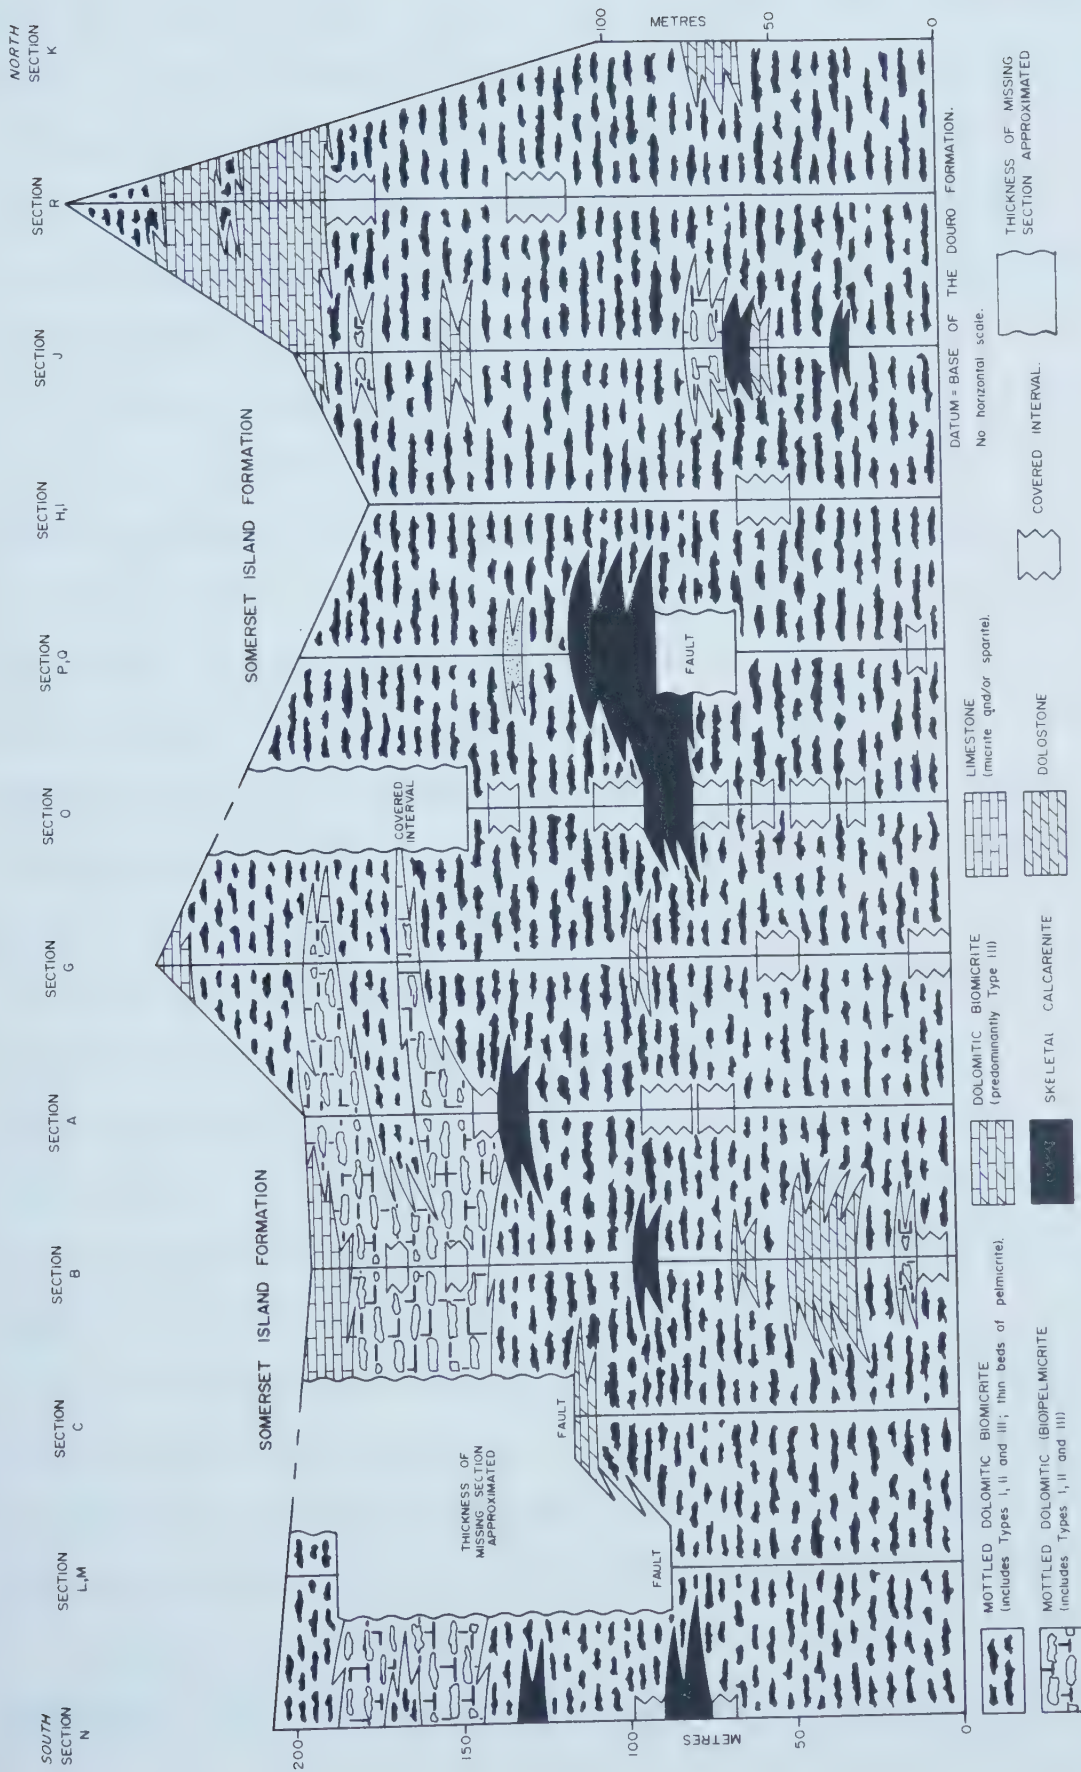 SOUTH
SECTION
N
SECTION
L,M
SECTION
C
SECTION
B
SECTION
A
SECTION
G
SECTION
O
SECTION
P,Q
SECTION
H,I
SECTION
J
SECTION
R
NORTH
SECTION
K
SOMERSET ISLAND FORMATION
SOMERSET ISLAND FORMATION
200
150
100
METRES
50
0
100
METRES
50
0
THICKNESS OF
MISSING SECTION
APPROXIMATED
FAULT
FAULT
COVERED
INTERVAL
FAULT
DATUM = BASE OF THE DOURO FORMATION.
No horizontal scale.
MOTTLED DOLOMITIC BIOMICRITE
(includes Types I, II and III; thin beds of pelmicrite).
MOTTLED DOLOMITIC (BIO)PELMICRITE
(includes Types I, II and III)
DOLOMITIC BIOMICRITE
(predominantly Type III)
SKELETAL CALCARENITE
LIMESTONE
(micrite and/or sparite).
DOLOSTONE
COVERED INTERVAL.
THICKNESS OF MISSING
SECTION APPROXIMATED